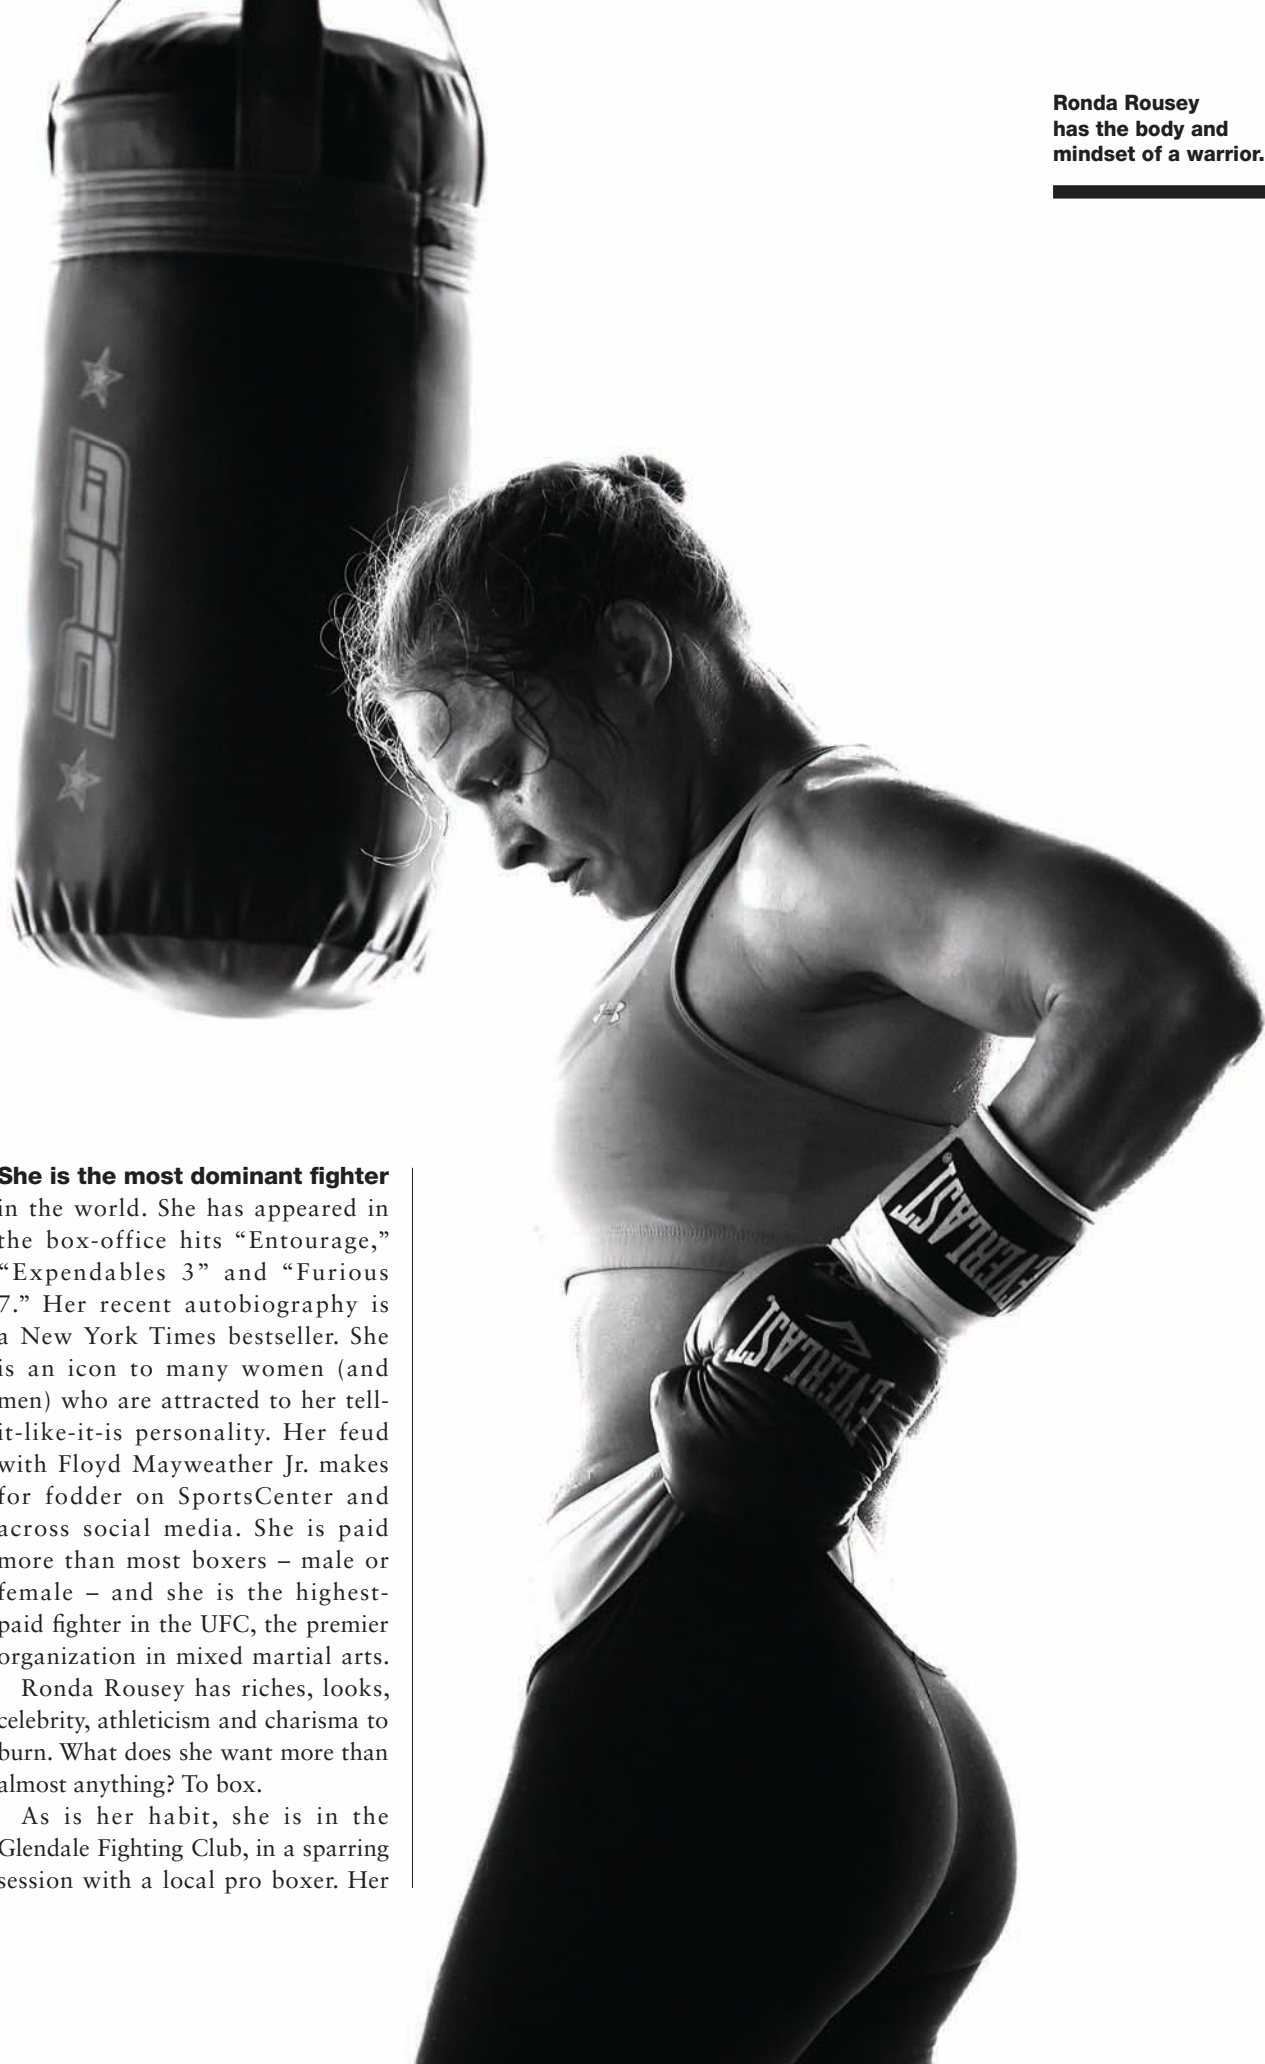 Ronda Rousey
has the body and
mindset of a warrior.
GFC
She is the most dominant fighter
in the world. She has appeared in
the box-office hits “Entourage,”
“Expendables 3” and “Furious
7.” Her recent autobiography is
a New York Times bestseller. She
is an icon to many women (and
men) who are attracted to her tell-
it-like-it-is personality. Her feud
with Floyd Mayweather Jr. makes
for fodder on SportsCenter and
across social media. She is paid
more than most boxers – male or
female – and she is the highest-
paid fighter in the UFC, the premier
organization in mixed martial arts.
Ronda Rousey has riches, looks,
celebrity, athleticism and charisma to
burn. What does she want more than
almost anything? To box.
As is her habit, she is in the
Glendale Fighting Club, in a sparring
session with a local pro boxer. Her
EVERLAST®
EVERLAST
EVERLAST
EVERLAST